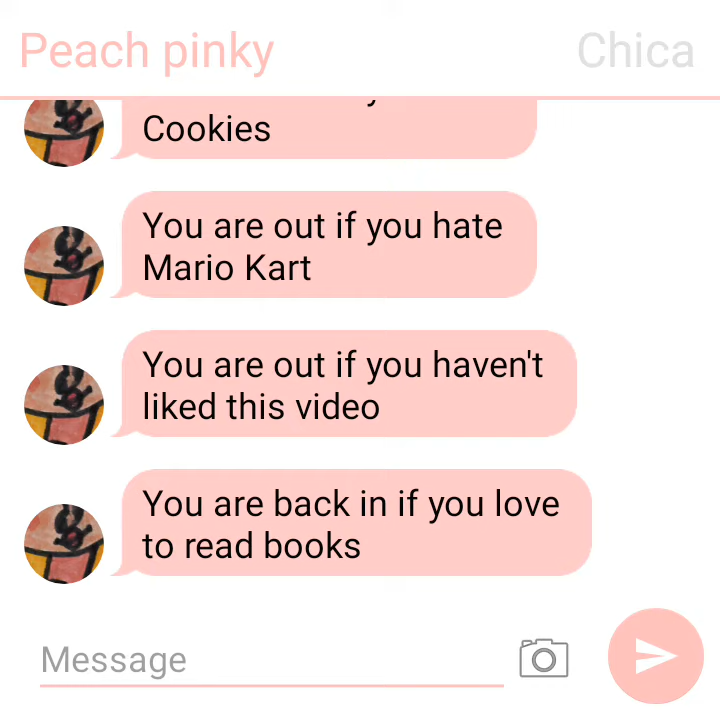 Peach pinky Chica
Cookies
You are out if you hate
Mario Kart
You are out if you haven't
liked this video
You are back in if you love
to read books
Message